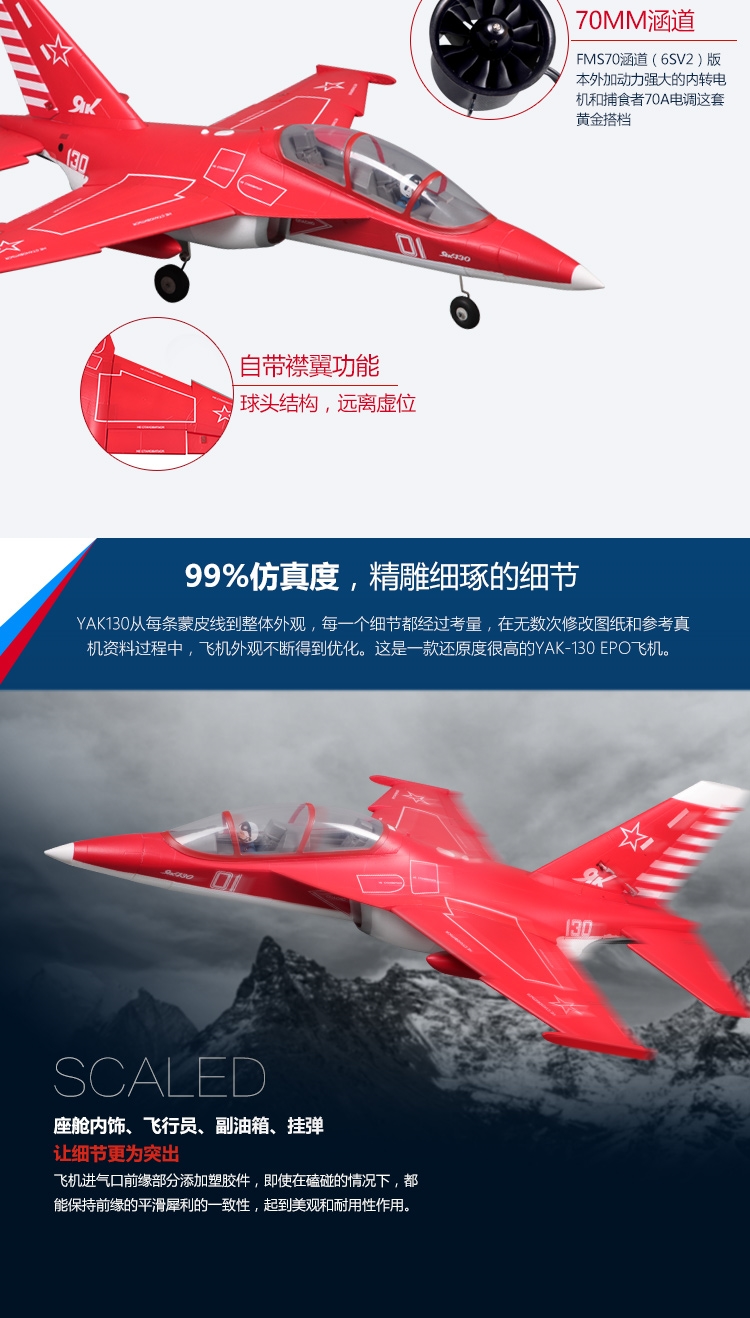 70MM涵道
FMS70涵道（6SV2）版
本外加动力强大的内转电
机和捕食者70A电调这套
黄金搭档
130
01
Яak130
自带襟翼功能
球头结构，远离虚位
99%仿真度，精雕细琢的细节
YAK130从每条蒙皮线到整体外观，每一个细节都经过考量，在无数次修改图纸和参考真
机资料过程中，飞机外观不断得到优化。这是一款还原度很高的YAK-130 EPO飞机。
Яak130
01
130
SCALED
座舱内饰、飞行员、副油箱、挂弹
让细节更为突出
飞机进气口前缘部分添加塑胶件，即使在磕碰的情况下，都
能保持前缘的平滑犀利的一致性，起到美观和耐用性作用。